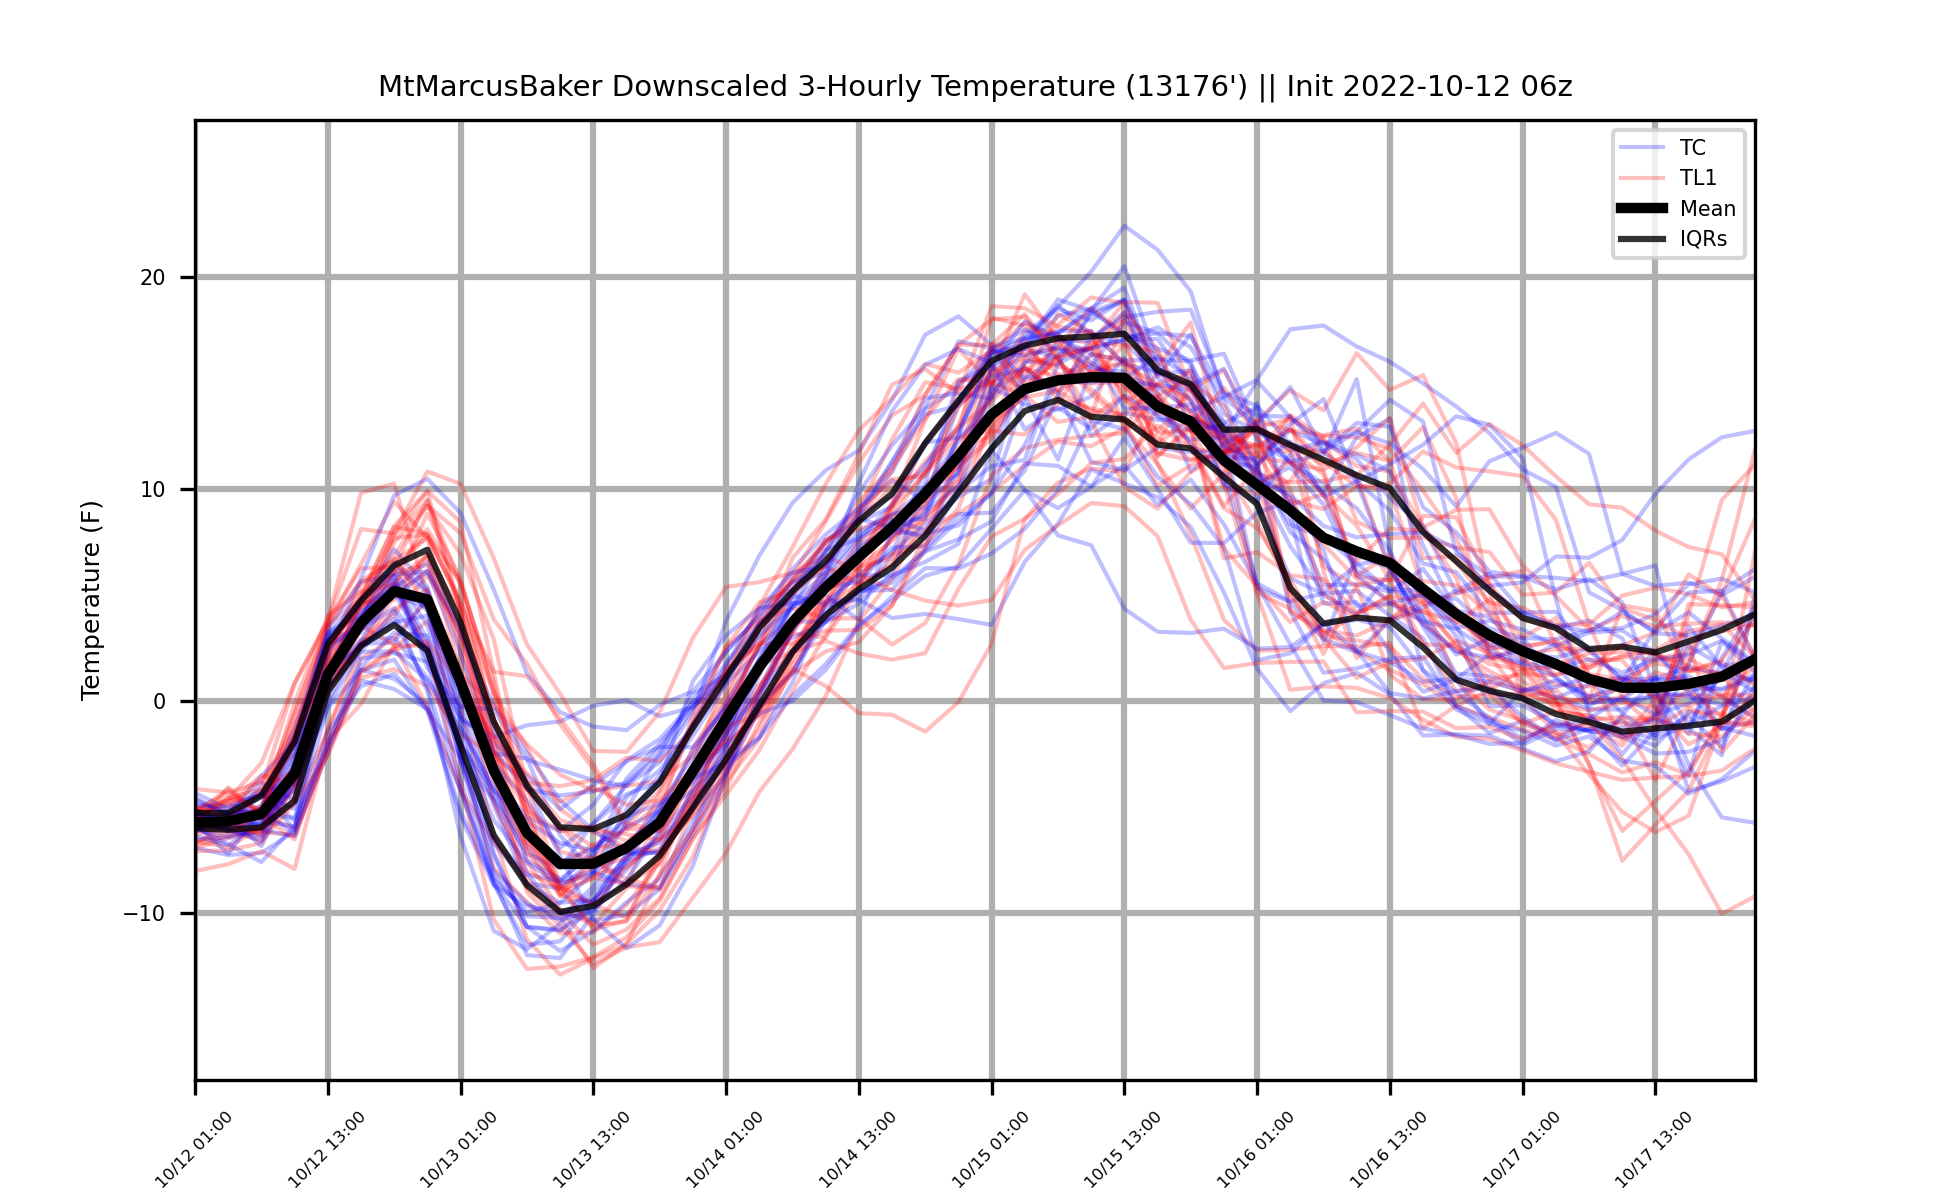 MtMarcusBaker Downscaled 3-Hourly Temperature (13176') || Init 2022-10-12 06z
TC
TL1
Mean
IQRs
Temperature (F)
20
10
0
−10
10/12 01:00
10/12 13:00
10/13 01:00
10/13 13:00
10/14 01:00
10/14 13:00
10/15 01:00
10/15 13:00
10/16 01:00
10/16 13:00
10/17 01:00
10/17 13:00